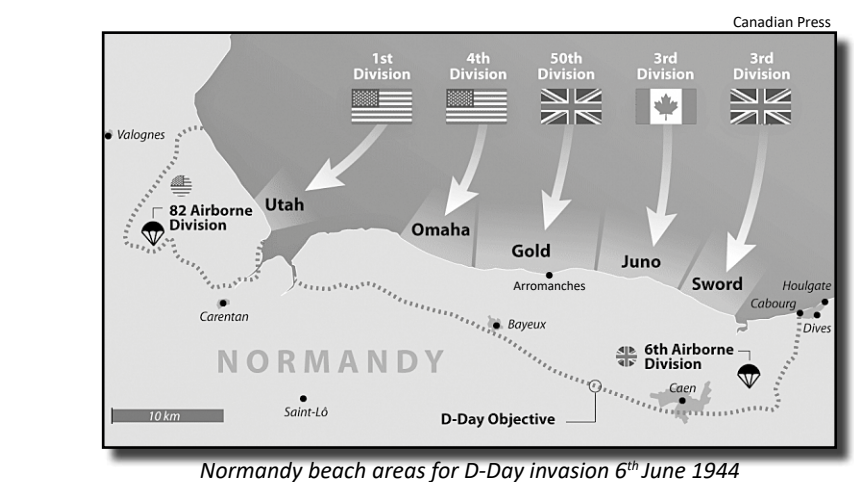 Canadian Press
1st
Division
4th
Division
50th
Division
3rd
Division
3rd
Division
Valognes
82 Airborne
Division
Utah
Omaha
Gold
Juno
Sword
Arromanches
Houlgate
Cabourg
Dives
Carentan
Bayeux
6th Airborne
Division
NORMANDY
Caen
Saint-Lô
10 km
D-Day Objective
Normandy beach areas for D-Day invasion 6th June 1944